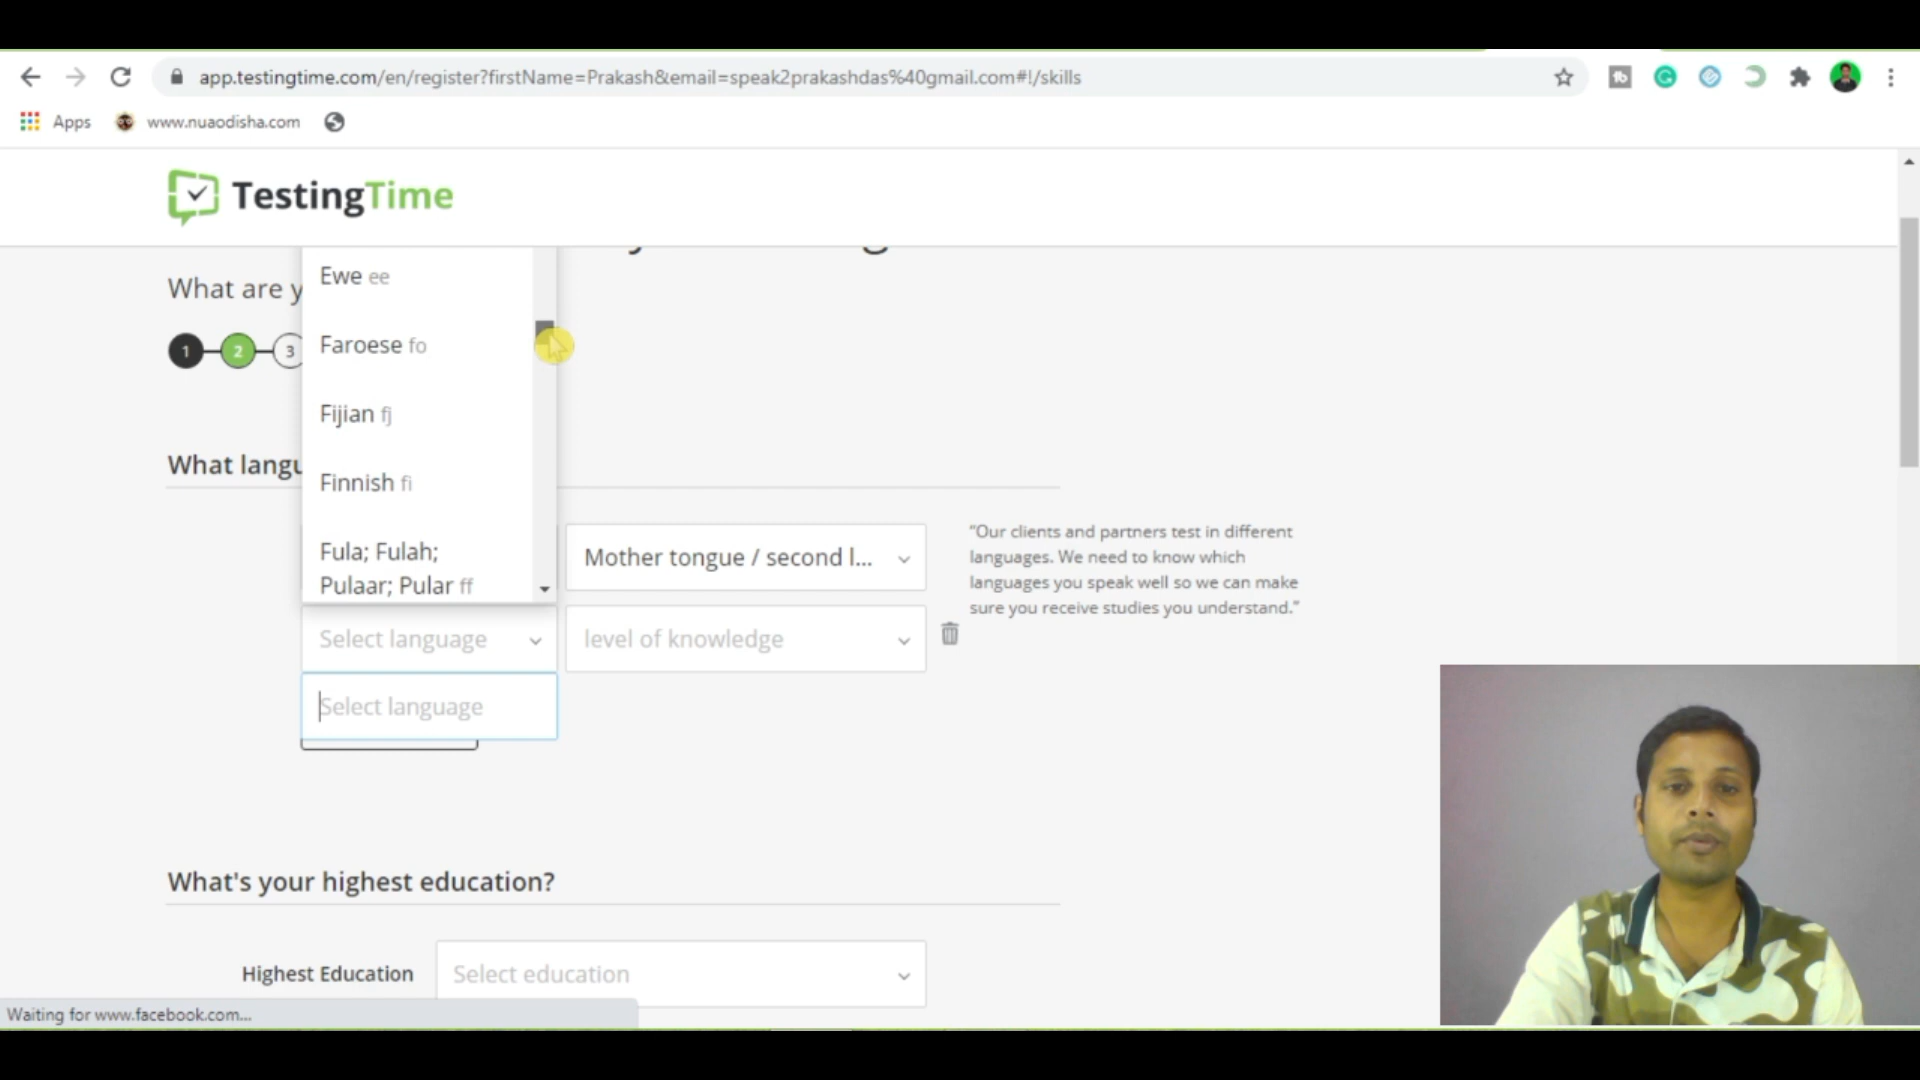 app.testingtime.com/en/register?firstName=Prakash&email=speak2prakashdas%40gmail.com#!/skills
Apps
www.nuaodisha.com
TestingTime
What are y
1
2
3
Ewe ee
Faroese fo
Fijian fj
Finnish fi
Fula; Fulah;
Pulaar; Pular ff
What langu
Mother tongue / second l...
"Our clients and partners test in different
languages. We need to know which
languages you speak well so we can make
sure you receive studies you understand."
Select language
level of knowledge
Select language
What's your highest education?
Highest Education
Select education
Waiting for www.facebook.com...